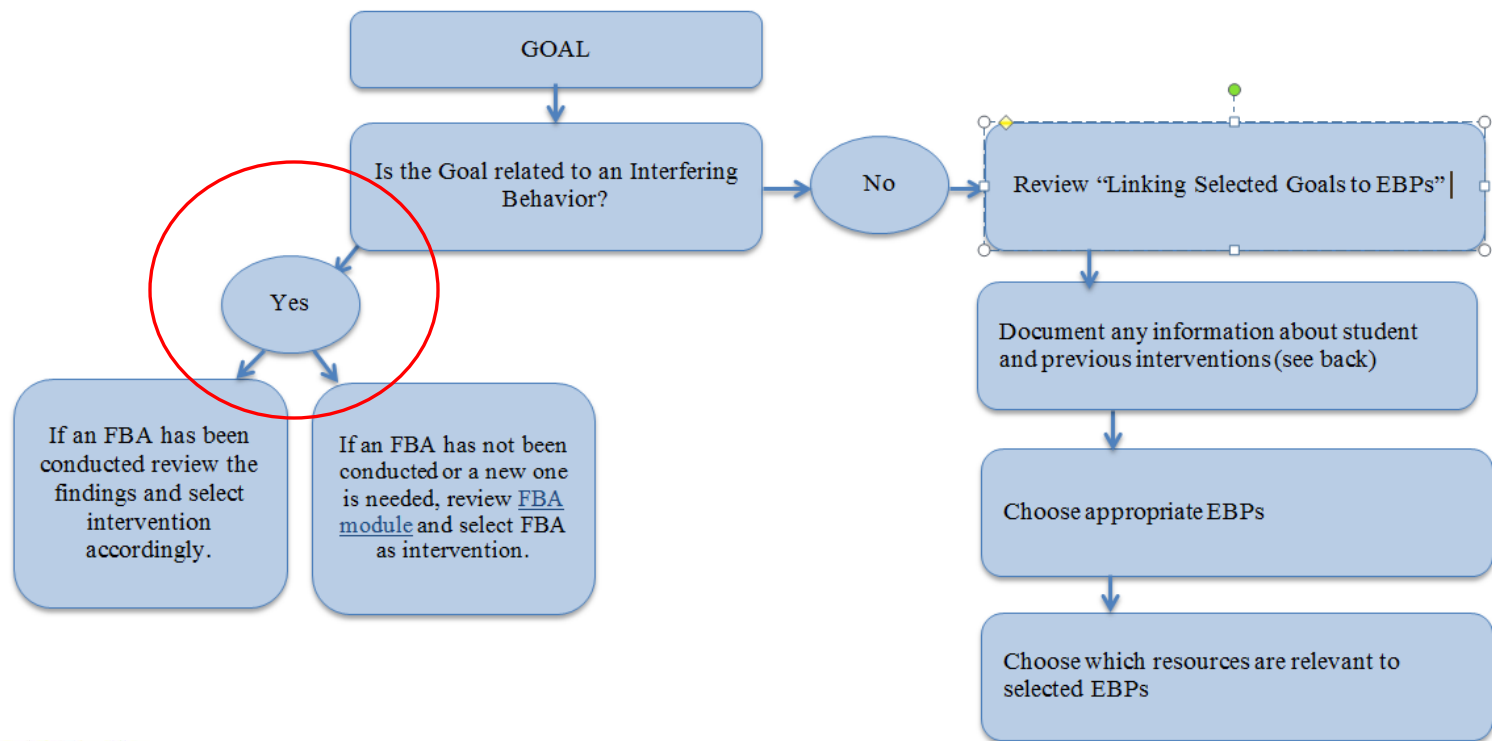 GOAL
Is the Goal related to an Interfering
Behavior?
No
Review “Linking Selected Goals to EBPs”
Yes
Document any information about student
and previous interventions (see back)
If an FBA has been
conducted review the
findings and select
intervention
accordingly.
If an FBA has not been
conducted or a new one
is needed, review FBA
module and select FBA
as intervention.
Choose appropriate EBPs
Choose which resources are relevant to
selected EBPs